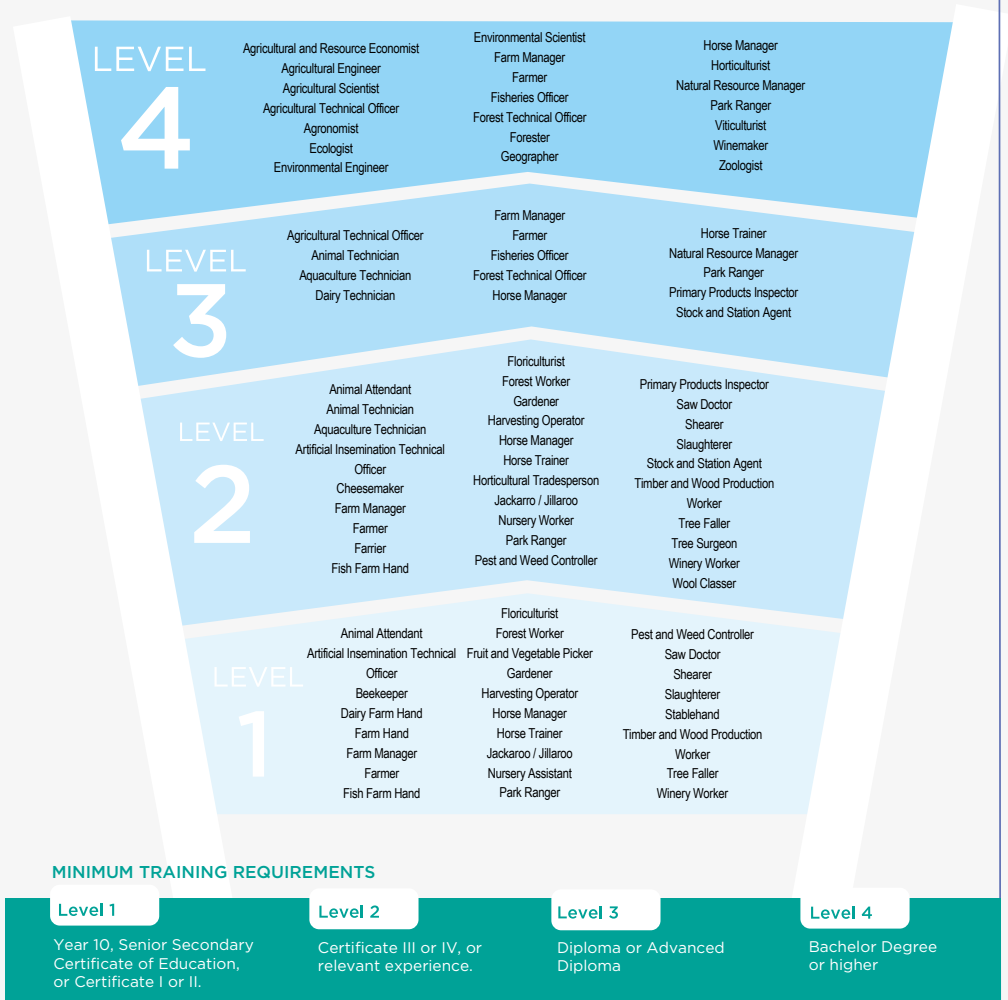 LEVEL
4
Agricultural and Resource Economist
Agricultural Engineer
Agricultural Scientist
Agricultural Technical Officer
Agronomist
Ecologist
Environmental Engineer
Environmental Scientist
Farm Manager
Farmer
Fisheries Officer
Forest Technical Officer
Forester
Geographer
Horse Manager
Horticulturist
Natural Resource Manager
Park Ranger
Viticulturist
Winemaker
Zoologist
LEVEL
3
Agricultural Technical Officer
Animal Technician
Aquaculture Technician
Dairy Technician
Farm Manager
Farmer
Fisheries Officer
Forest Technical Officer
Horse Manager
Horse Trainer
Natural Resource Manager
Park Ranger
Primary Products Inspector
Stock and Station Agent
LEVEL
2
Animal Attendant
Animal Technician
Aquaculture Technician
Artificial Insemination Technical
Officer
Cheesemaker
Farm Manager
Farmer
Farrier
Fish Farm Hand
Floriculturist
Forest Worker
Gardener
Harvesting Operator
Horse Manager
Horse Trainer
Horticultural Tradesperson
Jackarro / Jillaroo
Nursery Worker
Park Ranger
Pest and Weed Controller
Primary Products Inspector
Saw Doctor
Shearer
Slaughterer
Stock and Station Agent
Timber and Wood Production
Worker
Tree Faller
Tree Surgeon
Winery Worker
Wool Classer
LEVEL
1
Animal Attendant
Artificial Insemination Technical
Officer
Beekeeper
Dairy Farm Hand
Farm Hand
Farm Manager
Farmer
Fish Farm Hand
Floriculturist
Forest Worker
Fruit and Vegetable Picker
Gardener
Harvesting Operator
Horse Manager
Horse Trainer
Jackaroo / Jillaroo
Nursery Assistant
Park Ranger
Pest and Weed Controller
Saw Doctor
Shearer
Slaughterer
Stablehand
Timber and Wood Production
Worker
Tree Faller
Winery Worker
MINIMUM TRAINING REQUIREMENTS
Level 1
Year 10, Senior Secondary
Certificate of Education,
or Certificate I or II.
Level 2
Certificate III or IV, or
relevant experience.
Level 3
Diploma or Advanced
Diploma
Level 4
Bachelor Degree
or higher